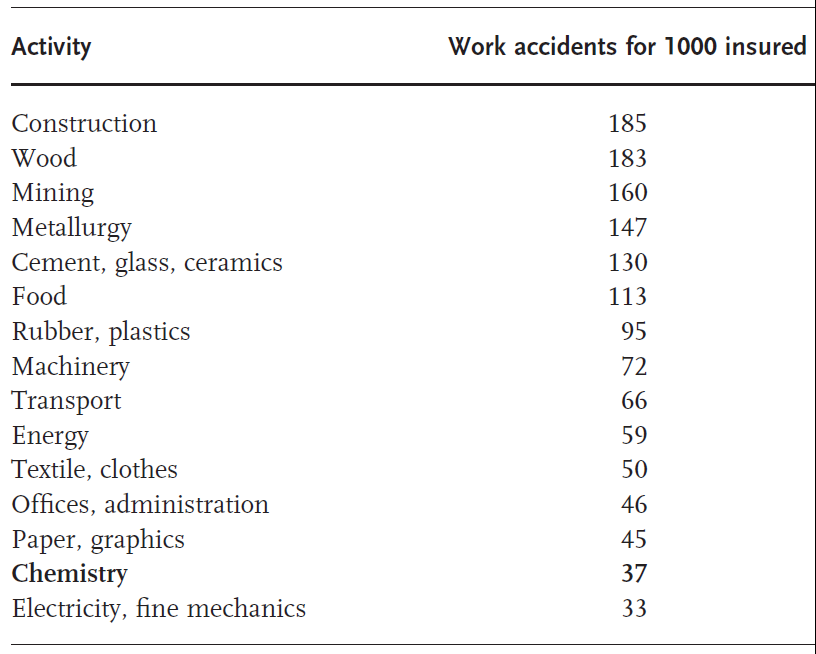 Activity Work accidents for 1000 insured
Construction 185
Wood 183
Mining 160
Metallurgy 147
Cement, glass, ceramics 130
Food 113
Rubber, plastics 95
Machinery 72
Transport 66
Energy 59
Textile, clothes 50
Offices, administration 46
Paper, graphics 45
Chemistry 37
Electricity, fine mechanics 33